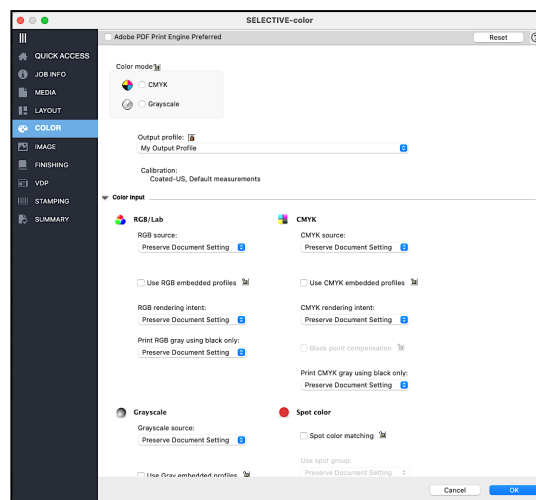 SELECTIVE-color
Adobe PDF Print Engine Preferred
Reset
QUICK ACCESS
JOB INFO
MEDIA
LAYOUT
COLOR
IMAGE
FINISHING
VDP
STAMPING
SUMMARY
Color mode
CMYK
Grayscale
Output profile:
My Output Profile
Calibration:
Coated-US, Default measurements
Color Input
RGB/Lab
RGB source:
Preserve Document Setting
Use RGB embedded profiles
RGB rendering intent:
Preserve Document Setting
Print RGB gray using black only:
Preserve Document Setting
CMYK
CMYK source:
Preserve Document Setting
Use CMYK embedded profiles
CMYK rendering intent:
Preserve Document Setting
Black point compensation
Print CMYK gray using black only:
Preserve Document Setting
Grayscale
Grayscale source:
Preserve Document Setting
Use Gray embedded profiles
Spot color
Spot color matching
Use spot group:
Preserve Document Setting
Cancel
OK